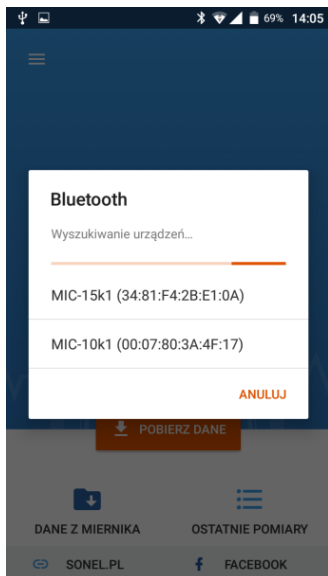 69% 14:05
Bluetooth
Wyszukiwanie urządzeń...
MIC-15k1 (34:81:F4:2B:E1:0A)
MIC-10k1 (00:07:80:3A:4F:17)
ANULUJ
POBIERZ DANE
DANE Z MIERNIKA OSTATNIE POMIARY
SONEL.PL FACEBOOK